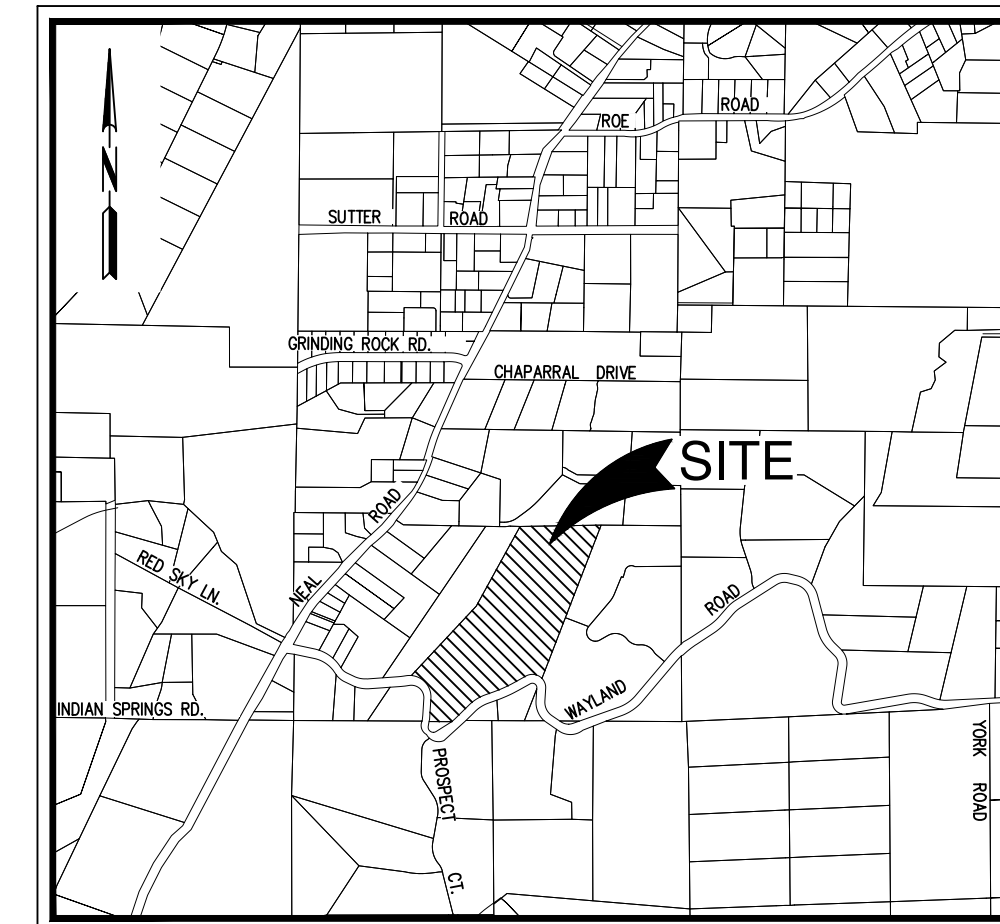 ROE ROAD
N
SUTTER ROAD
GRINDING ROCK RD.
CHAPARRAL DRIVE
SITE
NEAL ROAD
RED SKY LN.
WAYLAND ROAD
INDIAN SPRINGS RD.
PROSPECT CT.
YORK ROAD